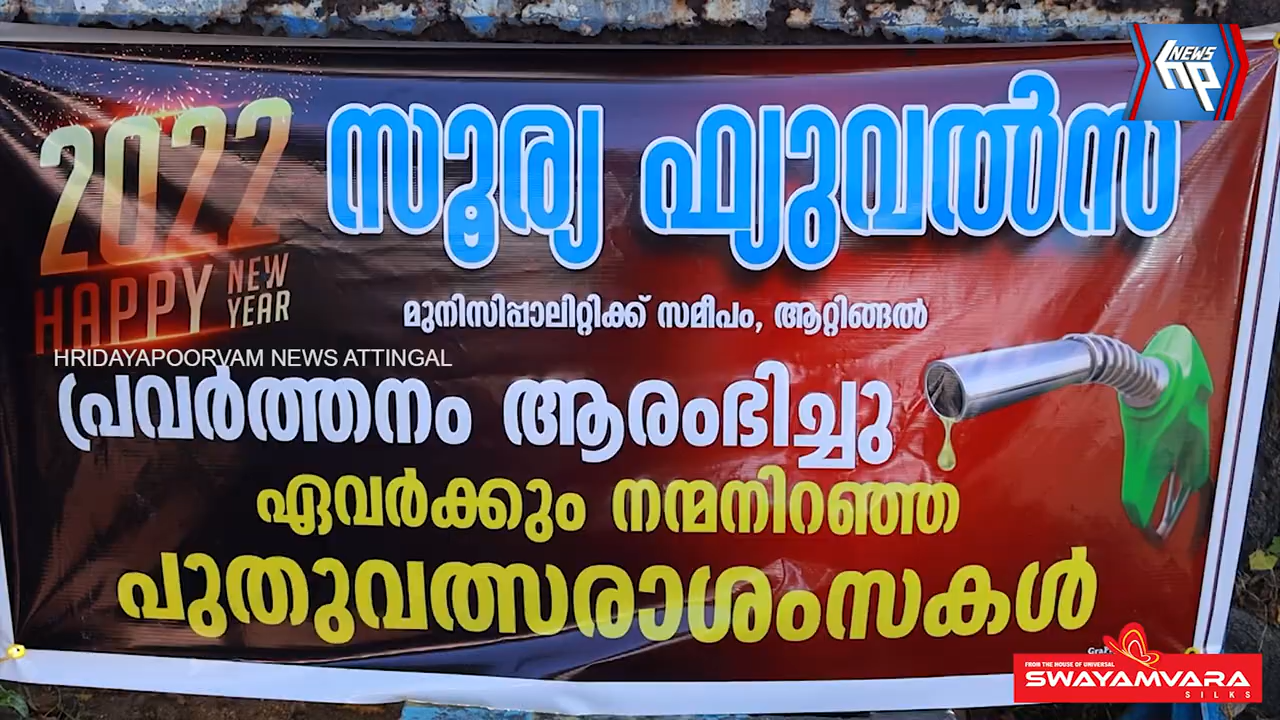 NEWS
hp
2022
HAPPY NEW YEAR
സൂര്യ ഫ്യുവൽസ്
മുനിസിപ്പാലിറ്റിക്ക് സമീപം, ആറ്റിങ്ങൽ
HRIDAYAPOORVAM NEWS ATTINGAL
പ്രവർത്തനം ആരംഭിച്ചു
ഏവർക്കും നന്മനിറഞ്ഞ
പുതുവത്സരാശംസകൾ
FROM THE HOUSE OF UNIVERSAL
SWAYAMVARA
SILKS